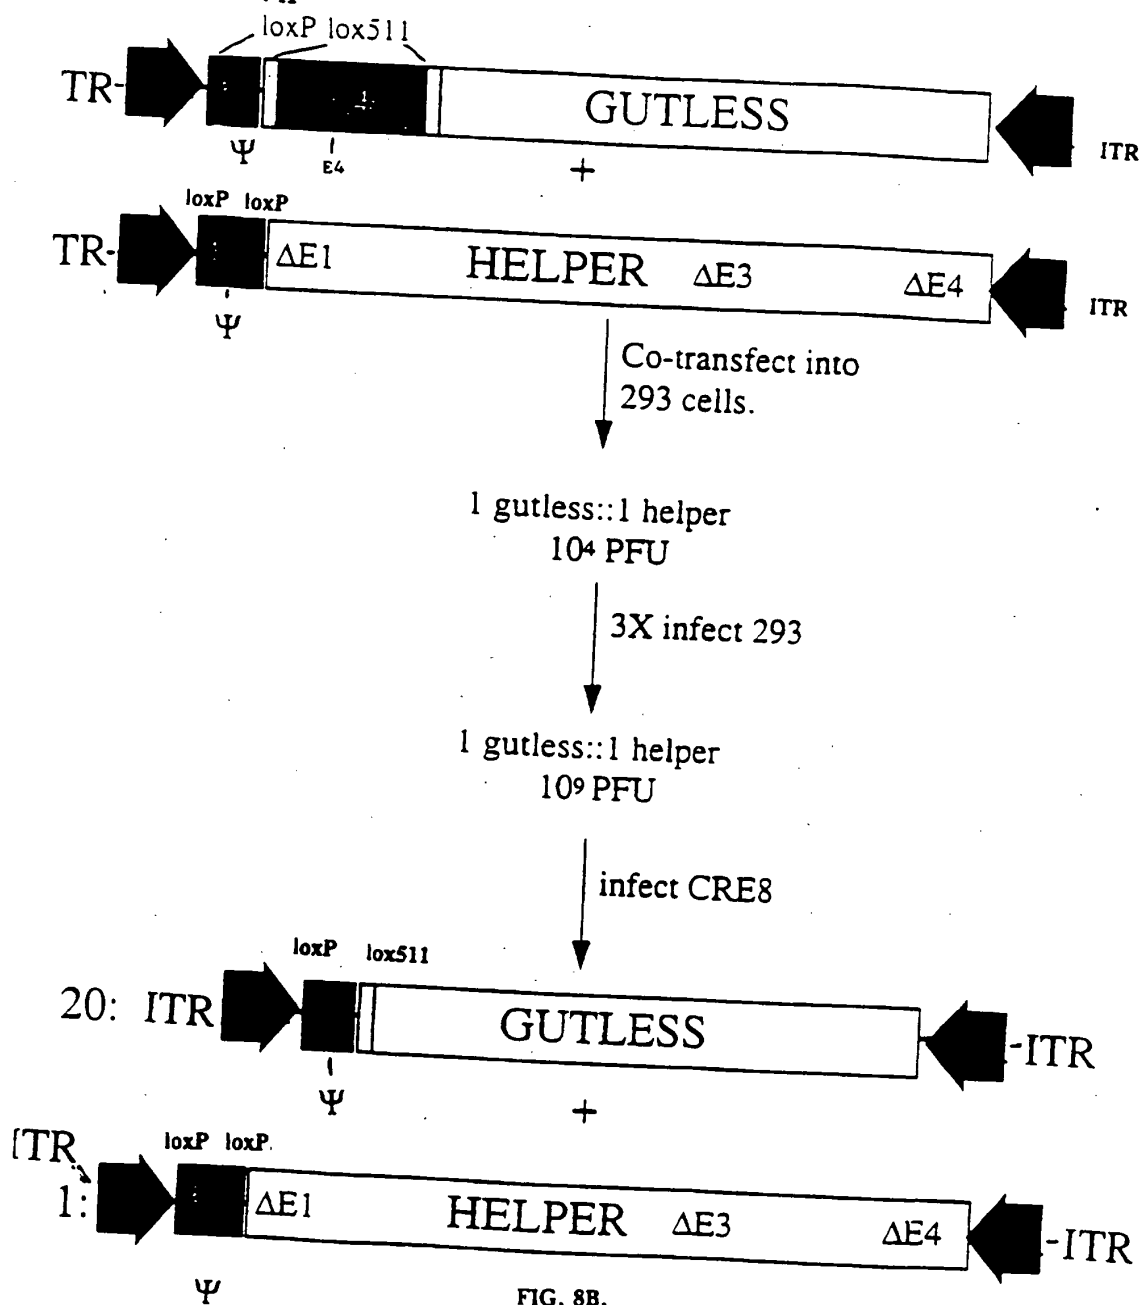 loxP lox511
TR- GUTLESS ITR
Ψ E4
+
loxP loxP
TR- ΔE1 HELPER ΔE3 ΔE4 ITR
Ψ
Co-transfect into
293 cells.
1 gutless::1 helper
10⁴ PFU
3X infect 293
1 gutless::1 helper
10⁹ PFU
infect CRE8
loxP lox511
20: ITR GUTLESS -ITR
Ψ
+
loxP loxP.
ITR
1: ΔE1 HELPER ΔE3 ΔE4 -ITR
Ψ
FIG. 8B.